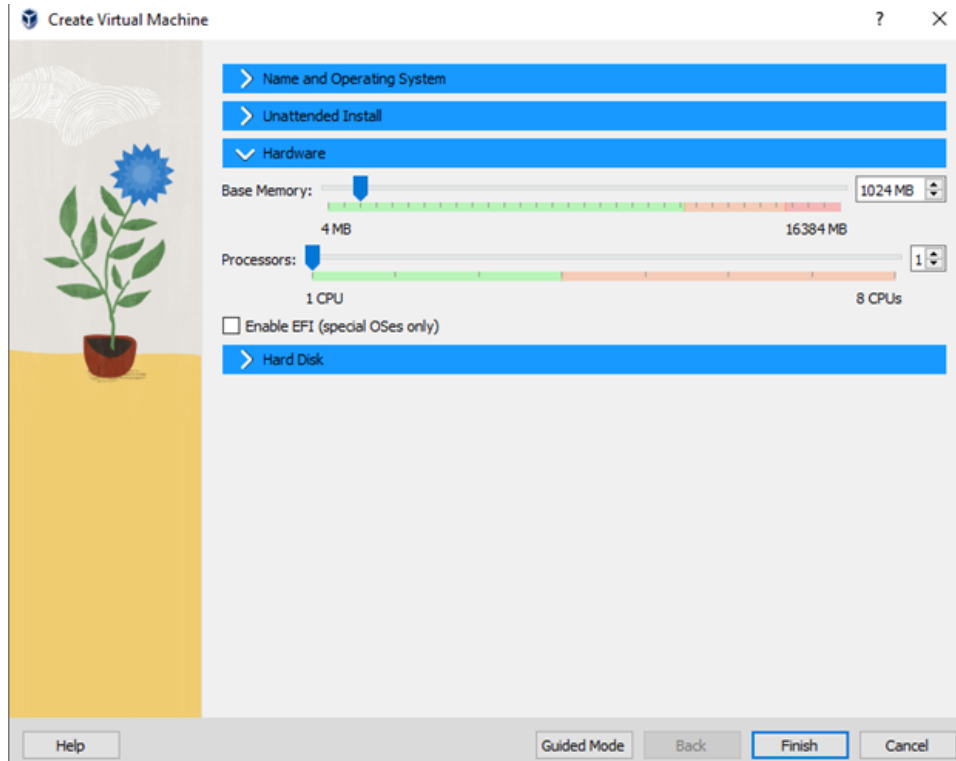 Create Virtual Machine ? ×
Name and Operating System
Unattended Install
Hardware
Base Memory: 1024 MB
4 MB 16384 MB
Processors: 1
1 CPU 8 CPUs
Enable EFI (special OSes only)
Hard Disk
Help Guided Mode Back Finish Cancel